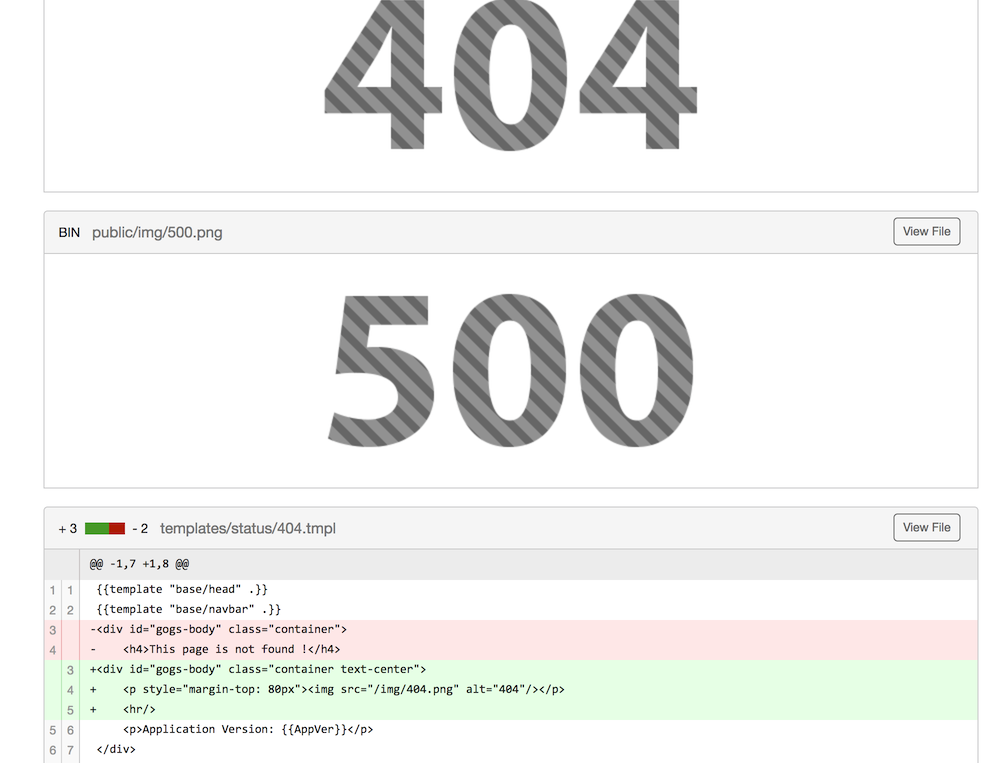 404
BIN public/img/500.png View File
500
+ 3 - 2 templates/status/404.tmpl View File
@@ -1,7 +1,8 @@
1 1 {{template "base/head" .}}
2 2 {{template "base/navbar" .}}
3 -<div id="gogs-body" class="container">
4 - <h4>This page is not found !</h4>
3 +<div id="gogs-body" class="container text-center">
4 + <p style="margin-top: 80px"><img src="/img/404.png" alt="404"/></p>
5 + <hr/>
5 6 <p>Application Version: {{AppVer}}</p>
6 7 </div>